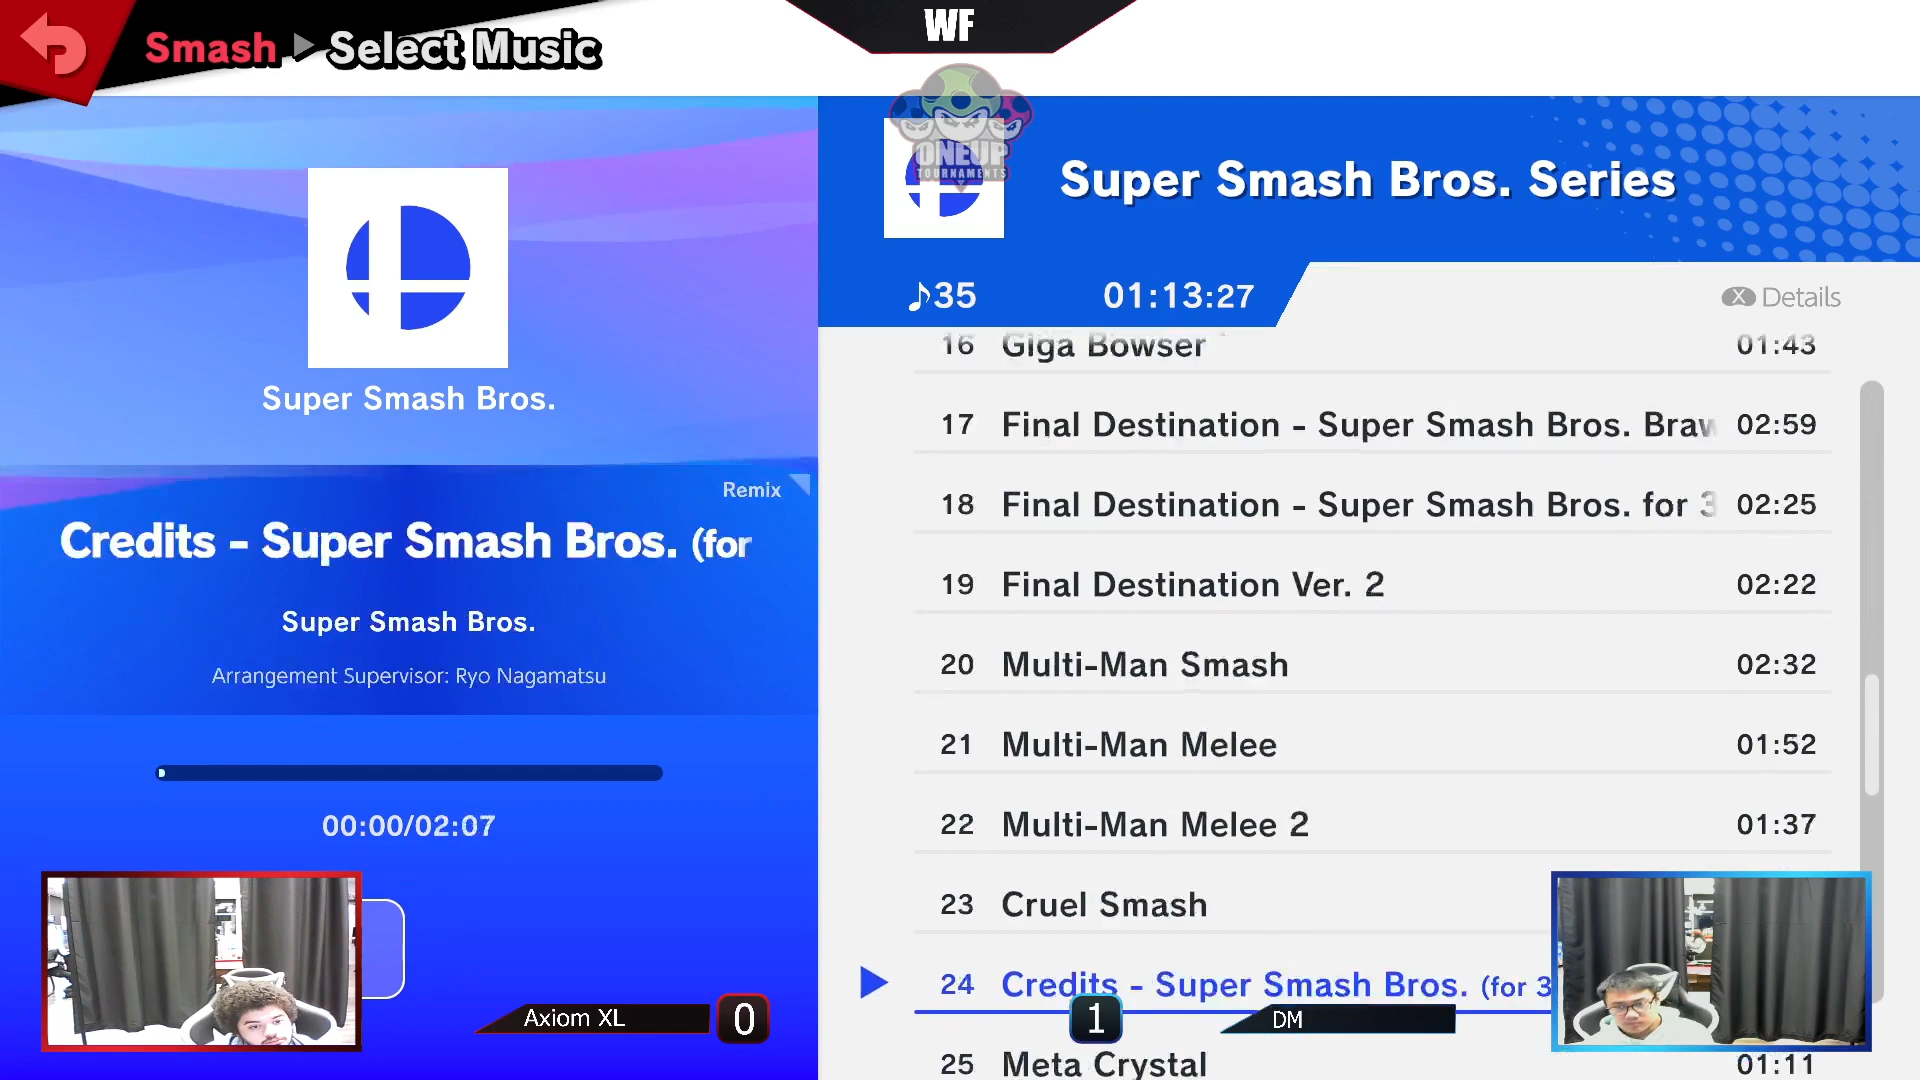 WF
Smash ▶ Select Music
ONEUP
TOURNAMENTS
Super Smash Bros. Series
♪35 01:13:27
X Details
Super Smash Bros.
Remix
Credits - Super Smash Bros. (for
Super Smash Bros.
Arrangement Supervisor: Ryo Nagamatsu
00:00/02:07
16 Giga Bowser 01:43
17 Final Destination - Super Smash Bros. Braw 02:59
18 Final Destination - Super Smash Bros. for 3 02:25
19 Final Destination Ver. 2 02:22
20 Multi-Man Smash 02:32
21 Multi-Man Melee 01:52
22 Multi-Man Melee 2 01:37
23 Cruel Smash
24 Credits - Super Smash Bros. (for 3
25 Meta Crystal 01:11
Axiom XL 0
1 DM